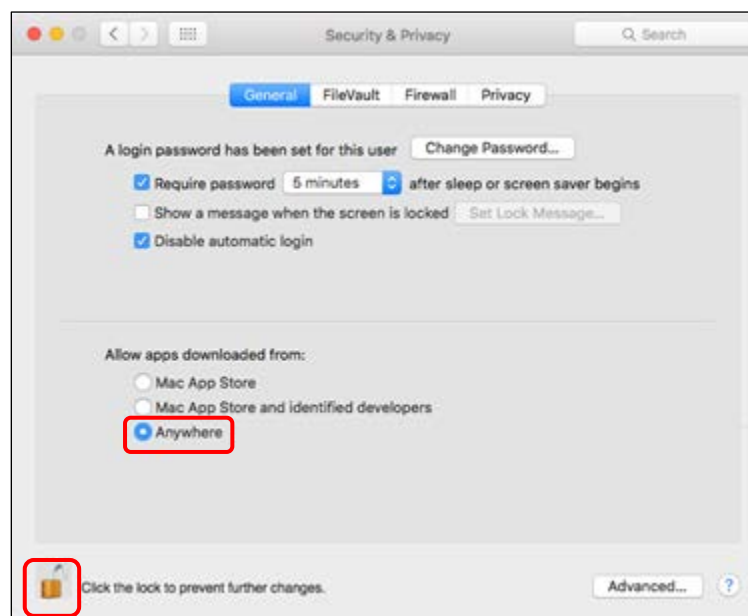 Security & Privacy
Search
General FileVault Firewall Privacy
A login password has been set for this user Change Password...
Require password 5 minutes after sleep or screen saver begins
Show a message when the screen is locked Set Lock Message...
Disable automatic login
Allow apps downloaded from:
Mac App Store
Mac App Store and identified developers
Anywhere
Click the lock to prevent further changes.
Advanced... ?